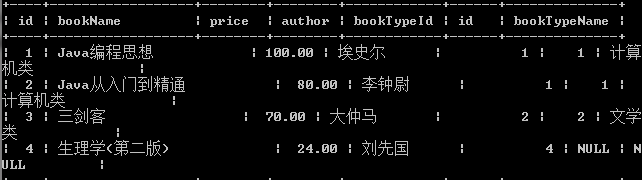 | id | bookName | price | author | bookTypeId | id | bookTypeName |
| 1 | Java编程思想 | 100.00 | 埃史尔 | 1 | 1 | 计算
机类 |
| 2 | Java从入门到精通 | 80.00 | 李钟尉 | 1 | 1 |
计算机类 |
| 3 | 三剑客 | 70.00 | 大仲马 | 2 | 2 | 文学
类 |
| 4 | 生理学(第二版) | 24.00 | 刘先国 | 4 | NULL | N
ULL |